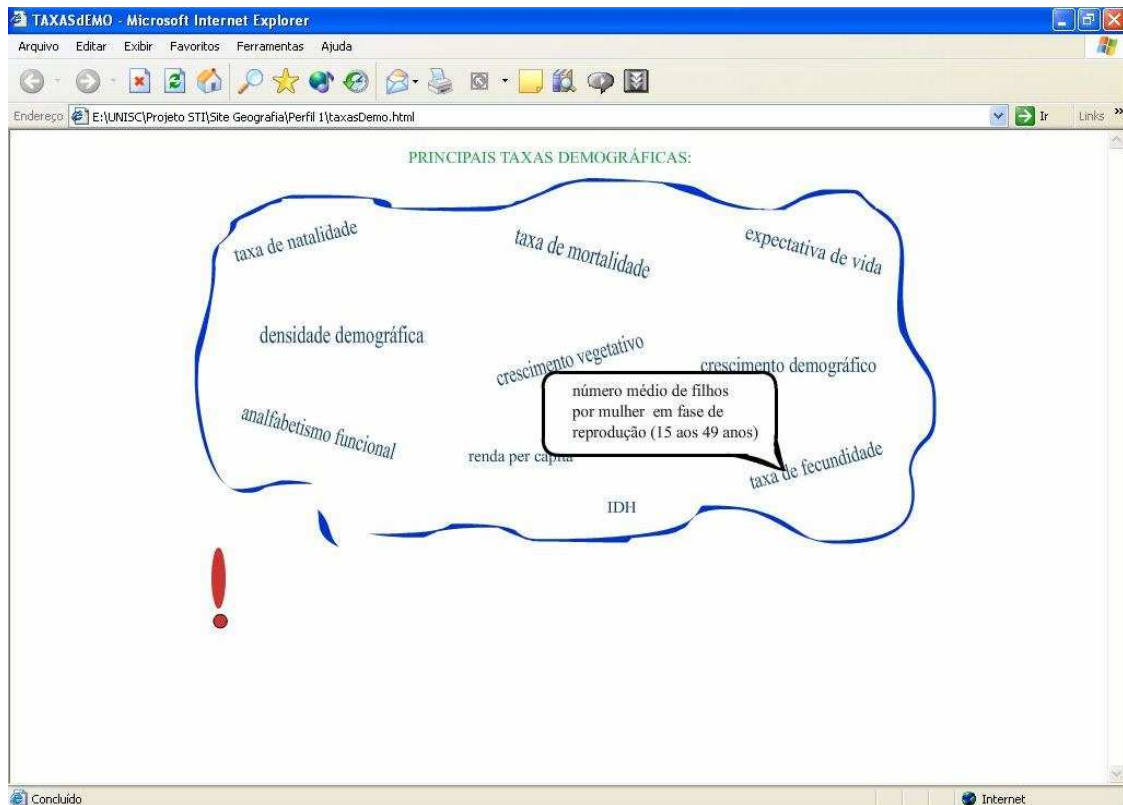 TAXASdEMO - Microsoft Internet Explorer
Arquivo Editar Exibir Favoritos Ferramentas Ajuda
Endereço E:\UNISC\Projeto STI\Site Geografia\Perfil 1\taxasDemo.html Ir Links »
PRINCIPAIS TAXAS DEMOGRÁFICAS:
taxa de natalidade
taxa de mortalidade
expectativa de vida
densidade demográfica
crescimento vegetativo
crescimento demográfico
número médio de filhos
por mulher em fase de
reprodução (15 aos 49 anos)
analfabetismo funcional
renda per capita
taxa de fecundidade
IDH
Concluído Internet